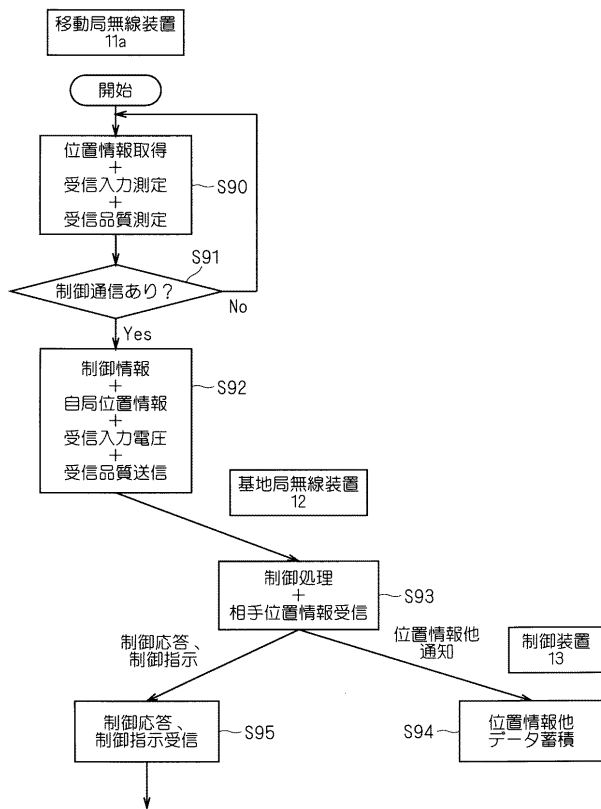 移動局無線装置
11a
開始
位置情報取得
+
受信入力測定
+
受信品質測定
S90
S91
制御通信あり？
No
Yes
制御情報
+
自局位置情報
+
受信入力電圧
+
受信品質送信
S92
基地局無線装置
12
制御処理
+
相手位置情報受信
S93
制御応答、
制御指示
位置情報他
通知
制御装置
13
制御応答、
制御指示受信
S95
S94
位置情報他
データ蓄積